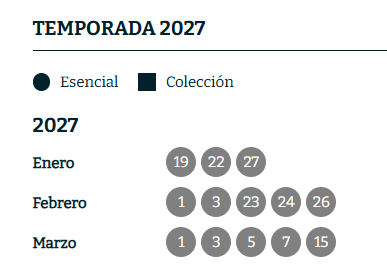 TEMPORADA 2027
Esencial Colección
2027
Enero 19 22 27
Febrero 1 3 23 24 26
Marzo 1 3 5 7 15